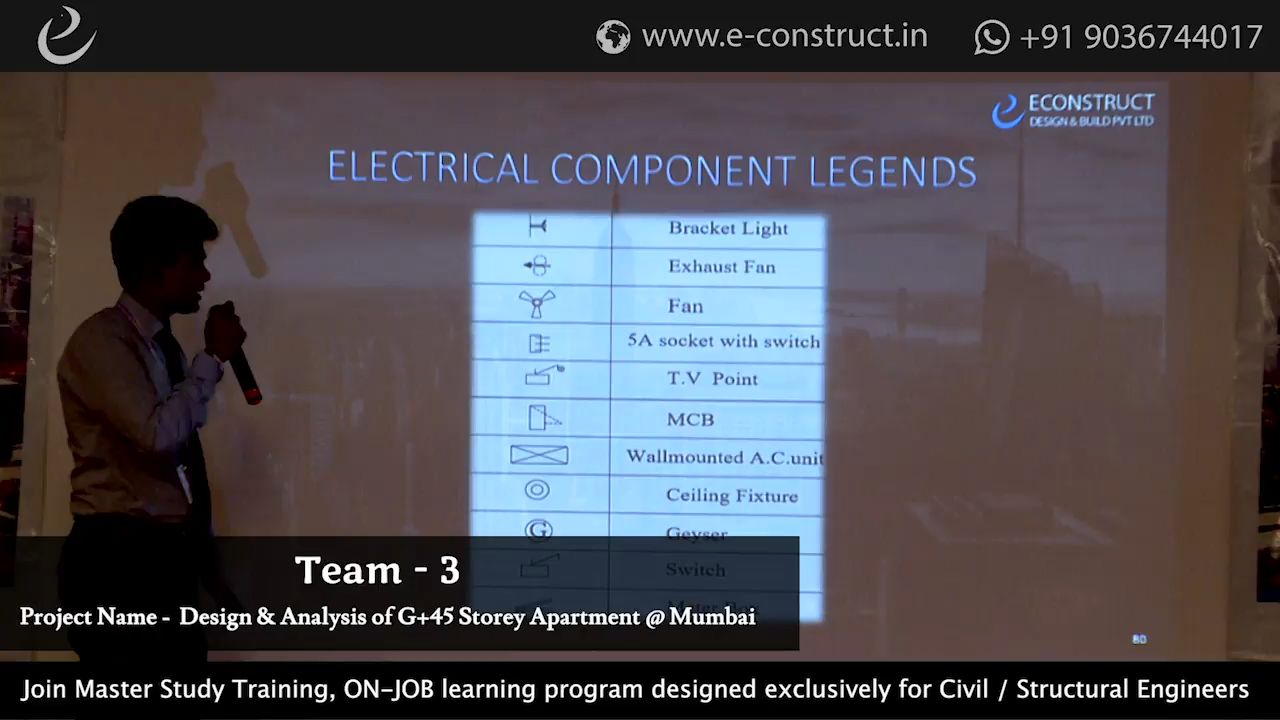 www.e-construct.in
+91 9036744017
ECONSTRUCT
DESIGN & BUILD PVT LTD
ELECTRICAL COMPONENT LEGENDS
Bracket Light
Exhaust Fan
Fan
5A socket with switch
T.V Point
MCB
Wallmounted A.C.unit
Ceiling Fixture
G
Geyser
Switch
Team - 3
Project Name - Design & Analysis of G+45 Storey Apartment @ Mumbai
80
Join Master Study Training, ON-JOB learning program designed exclusively for Civil / Structural Engineers